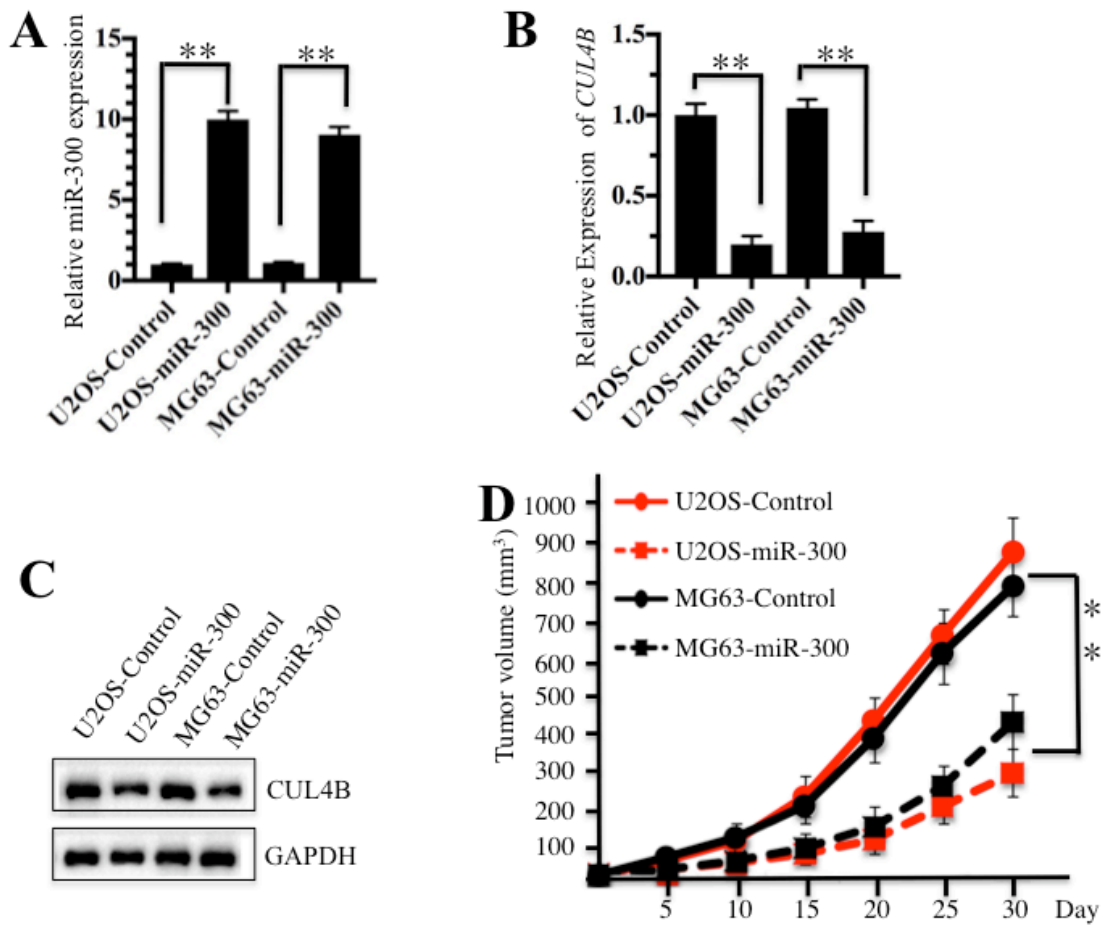 A
Relative miR-300 expression
15
10
5
0
**
**
U2OS-Control
U2OS-miR-300
MG63-Control
MG63-miR-300
B
Relative Expression of CUL4B
1.5
1.0
0.5
0.0
**
**
U2OS-Control
U2OS-miR-300
MG63-Control
MG63-miR-300
C
U2OS-Control
U2OS-miR-300
MG63-Control
MG63-miR-300
CUL4B
GAPDH
D
Tumor volume (mm³)
1000
900
800
700
600
500
400
300
200
100
U2OS-Control
U2OS-miR-300
MG63-Control
MG63-miR-300
**
5 10 15 20 25 30 Day